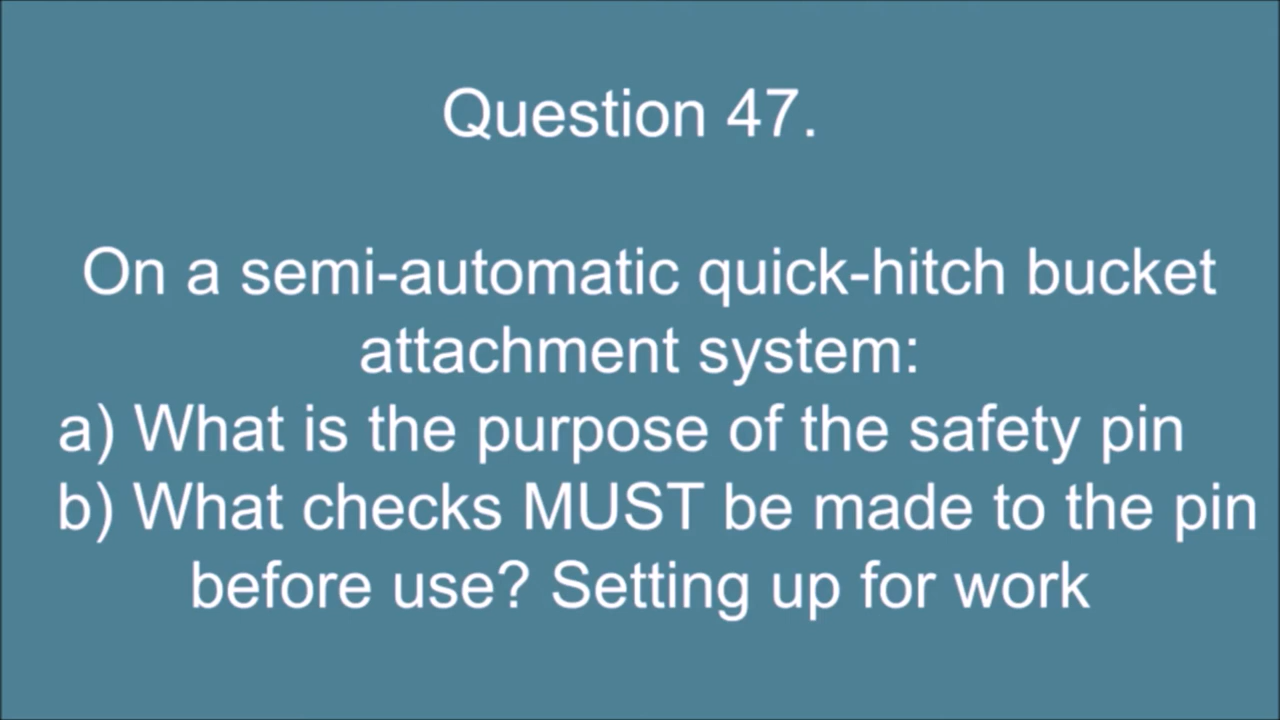 Question 47.
On a semi-automatic quick-hitch bucket
attachment system:
a) What is the purpose of the safety pin
b) What checks MUST be made to the pin
before use? Setting up for work